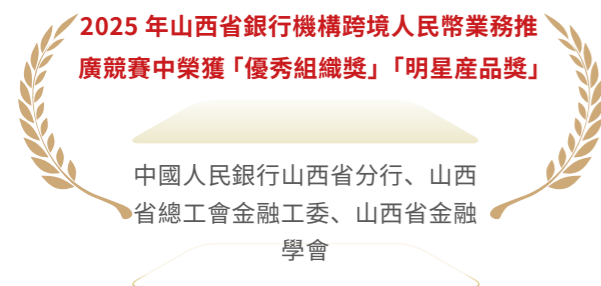 2025 年山西省銀行機構跨境人民幣業務推
廣競賽中榮獲「優秀組織獎」「明星産品獎」
中國人民銀行山西省分行、山西
省總工會金融工委、山西省金融
學會